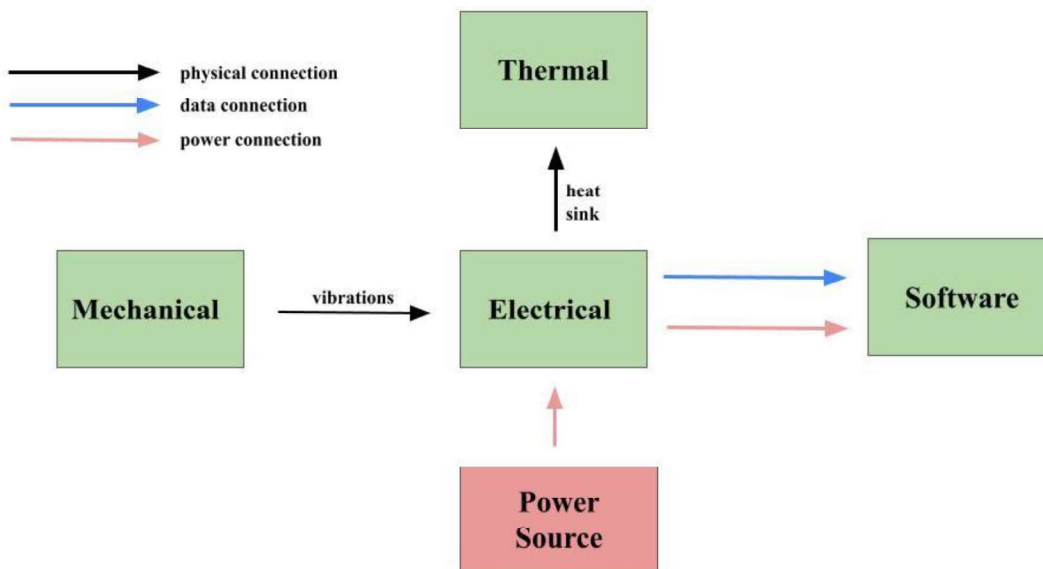 Thermal
physical connection
data connection
power connection
heat
sink
Mechanical
vibrations
Electrical
Software
Power
Source